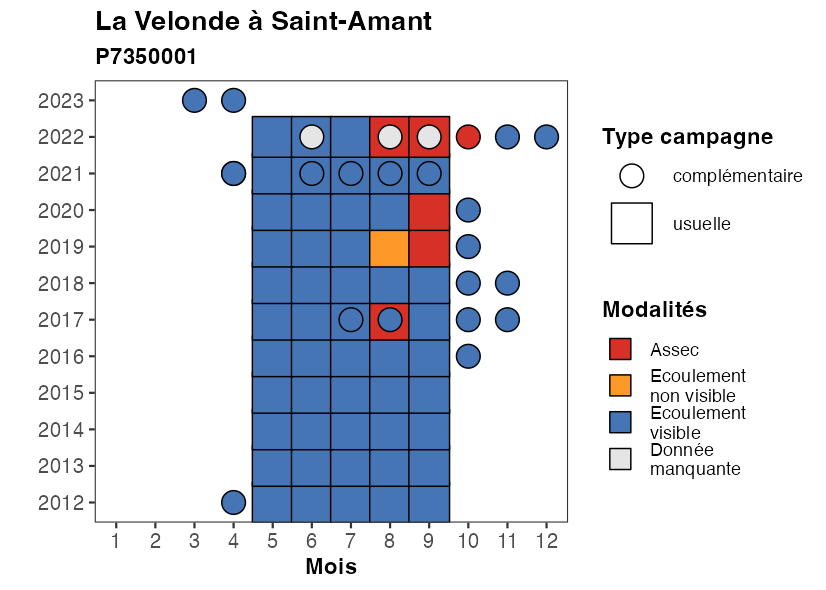 La Velonde à Saint-Amant
P7350001
2023
2022
2021
2020
2019
2018
2017
2016
2015
2014
2013
2012
1 2 3 4 5 6 7 8 9 10 11 12
Mois
Type campagne
complémentaire
usuelle
Modalités
Assec
Ecoulement
non visible
Ecoulement
visible
Donnée
manquante